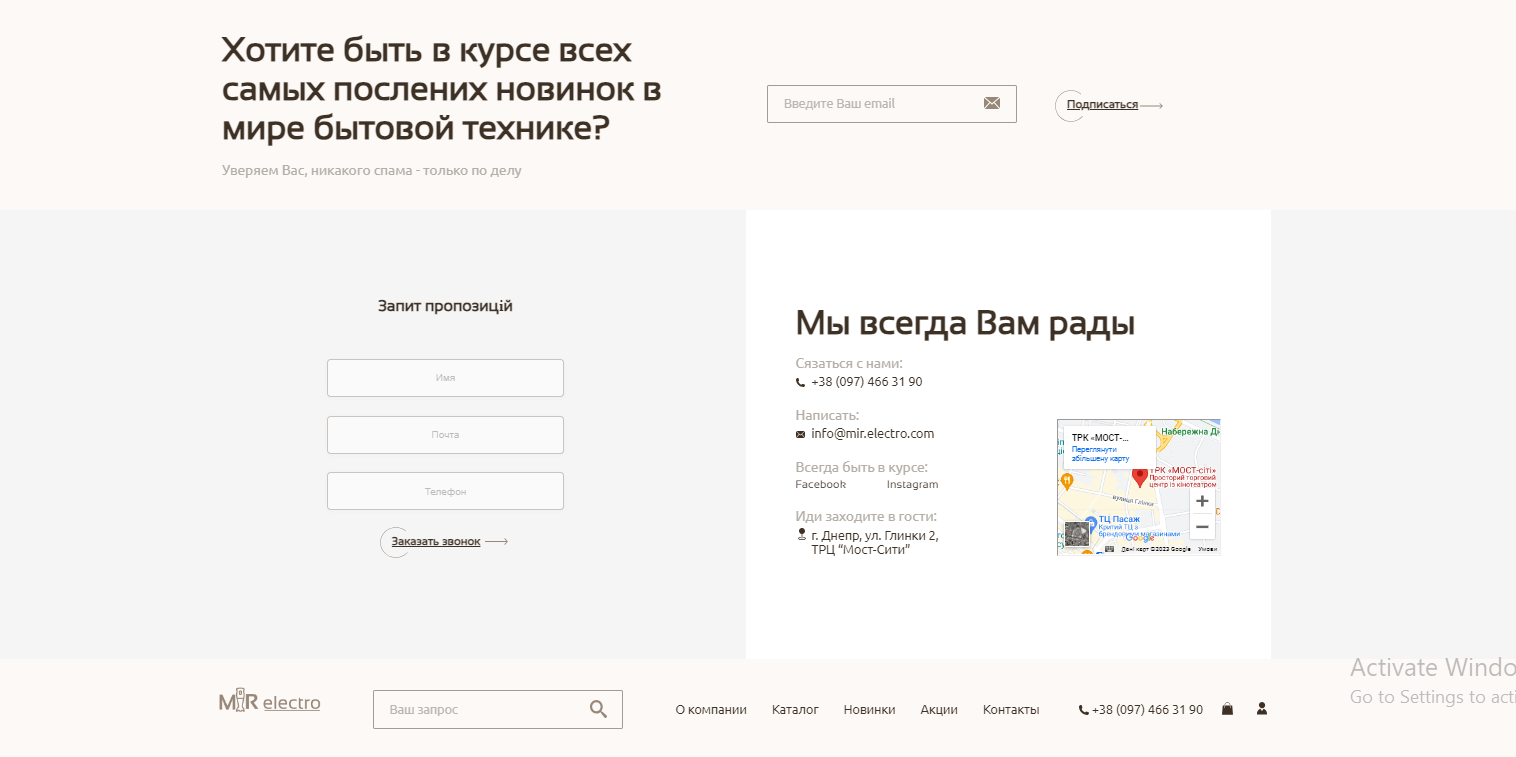 Хотите быть в курсе всех
самых послених новинок в
мире бытовой технике?
Уверяем Вас, никакого спама - только по делу
Введите Ваш email
Подписаться
Запит пропозицій
Имя
Почта
Телефон
Заказать звонок
Мы всегда Вам рады
Сязаться с нами:
+38 (097) 466 31 90
Написать:
info@mir.electro.com
Всегда быть в курсе:
Facebook Instagram
Иди заходите в гости:
г. Днепр, ул. Глинки 2,
ТРЦ “Мост-Сити”
Набережна Дн
ТРК «МОСТ-...
Переглянути
збільшену карту
ТРК «МОСТ-сіті»
Просторий торговий
центр із кінотеатром
вулиця Глінки
ТЦ Пасаж
Критий ТЦ з
брендовими магазинами
Google
Дані карт ©2023 Google Умови
MIR electro
Ваш запрос
О компании Каталог Новинки Акции Контакты
+38 (097) 466 31 90
Activate Windo
Go to Settings to acti